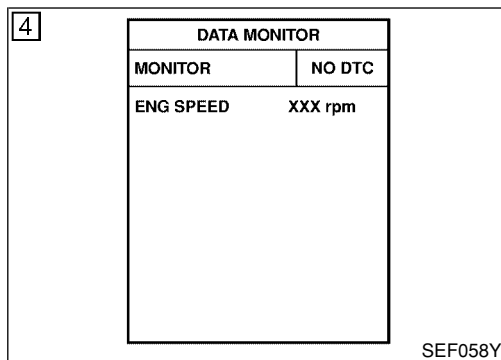 4
DATA MONITOR
MONITOR NO DTC
ENG SPEED XXX rpm
SEF058Y